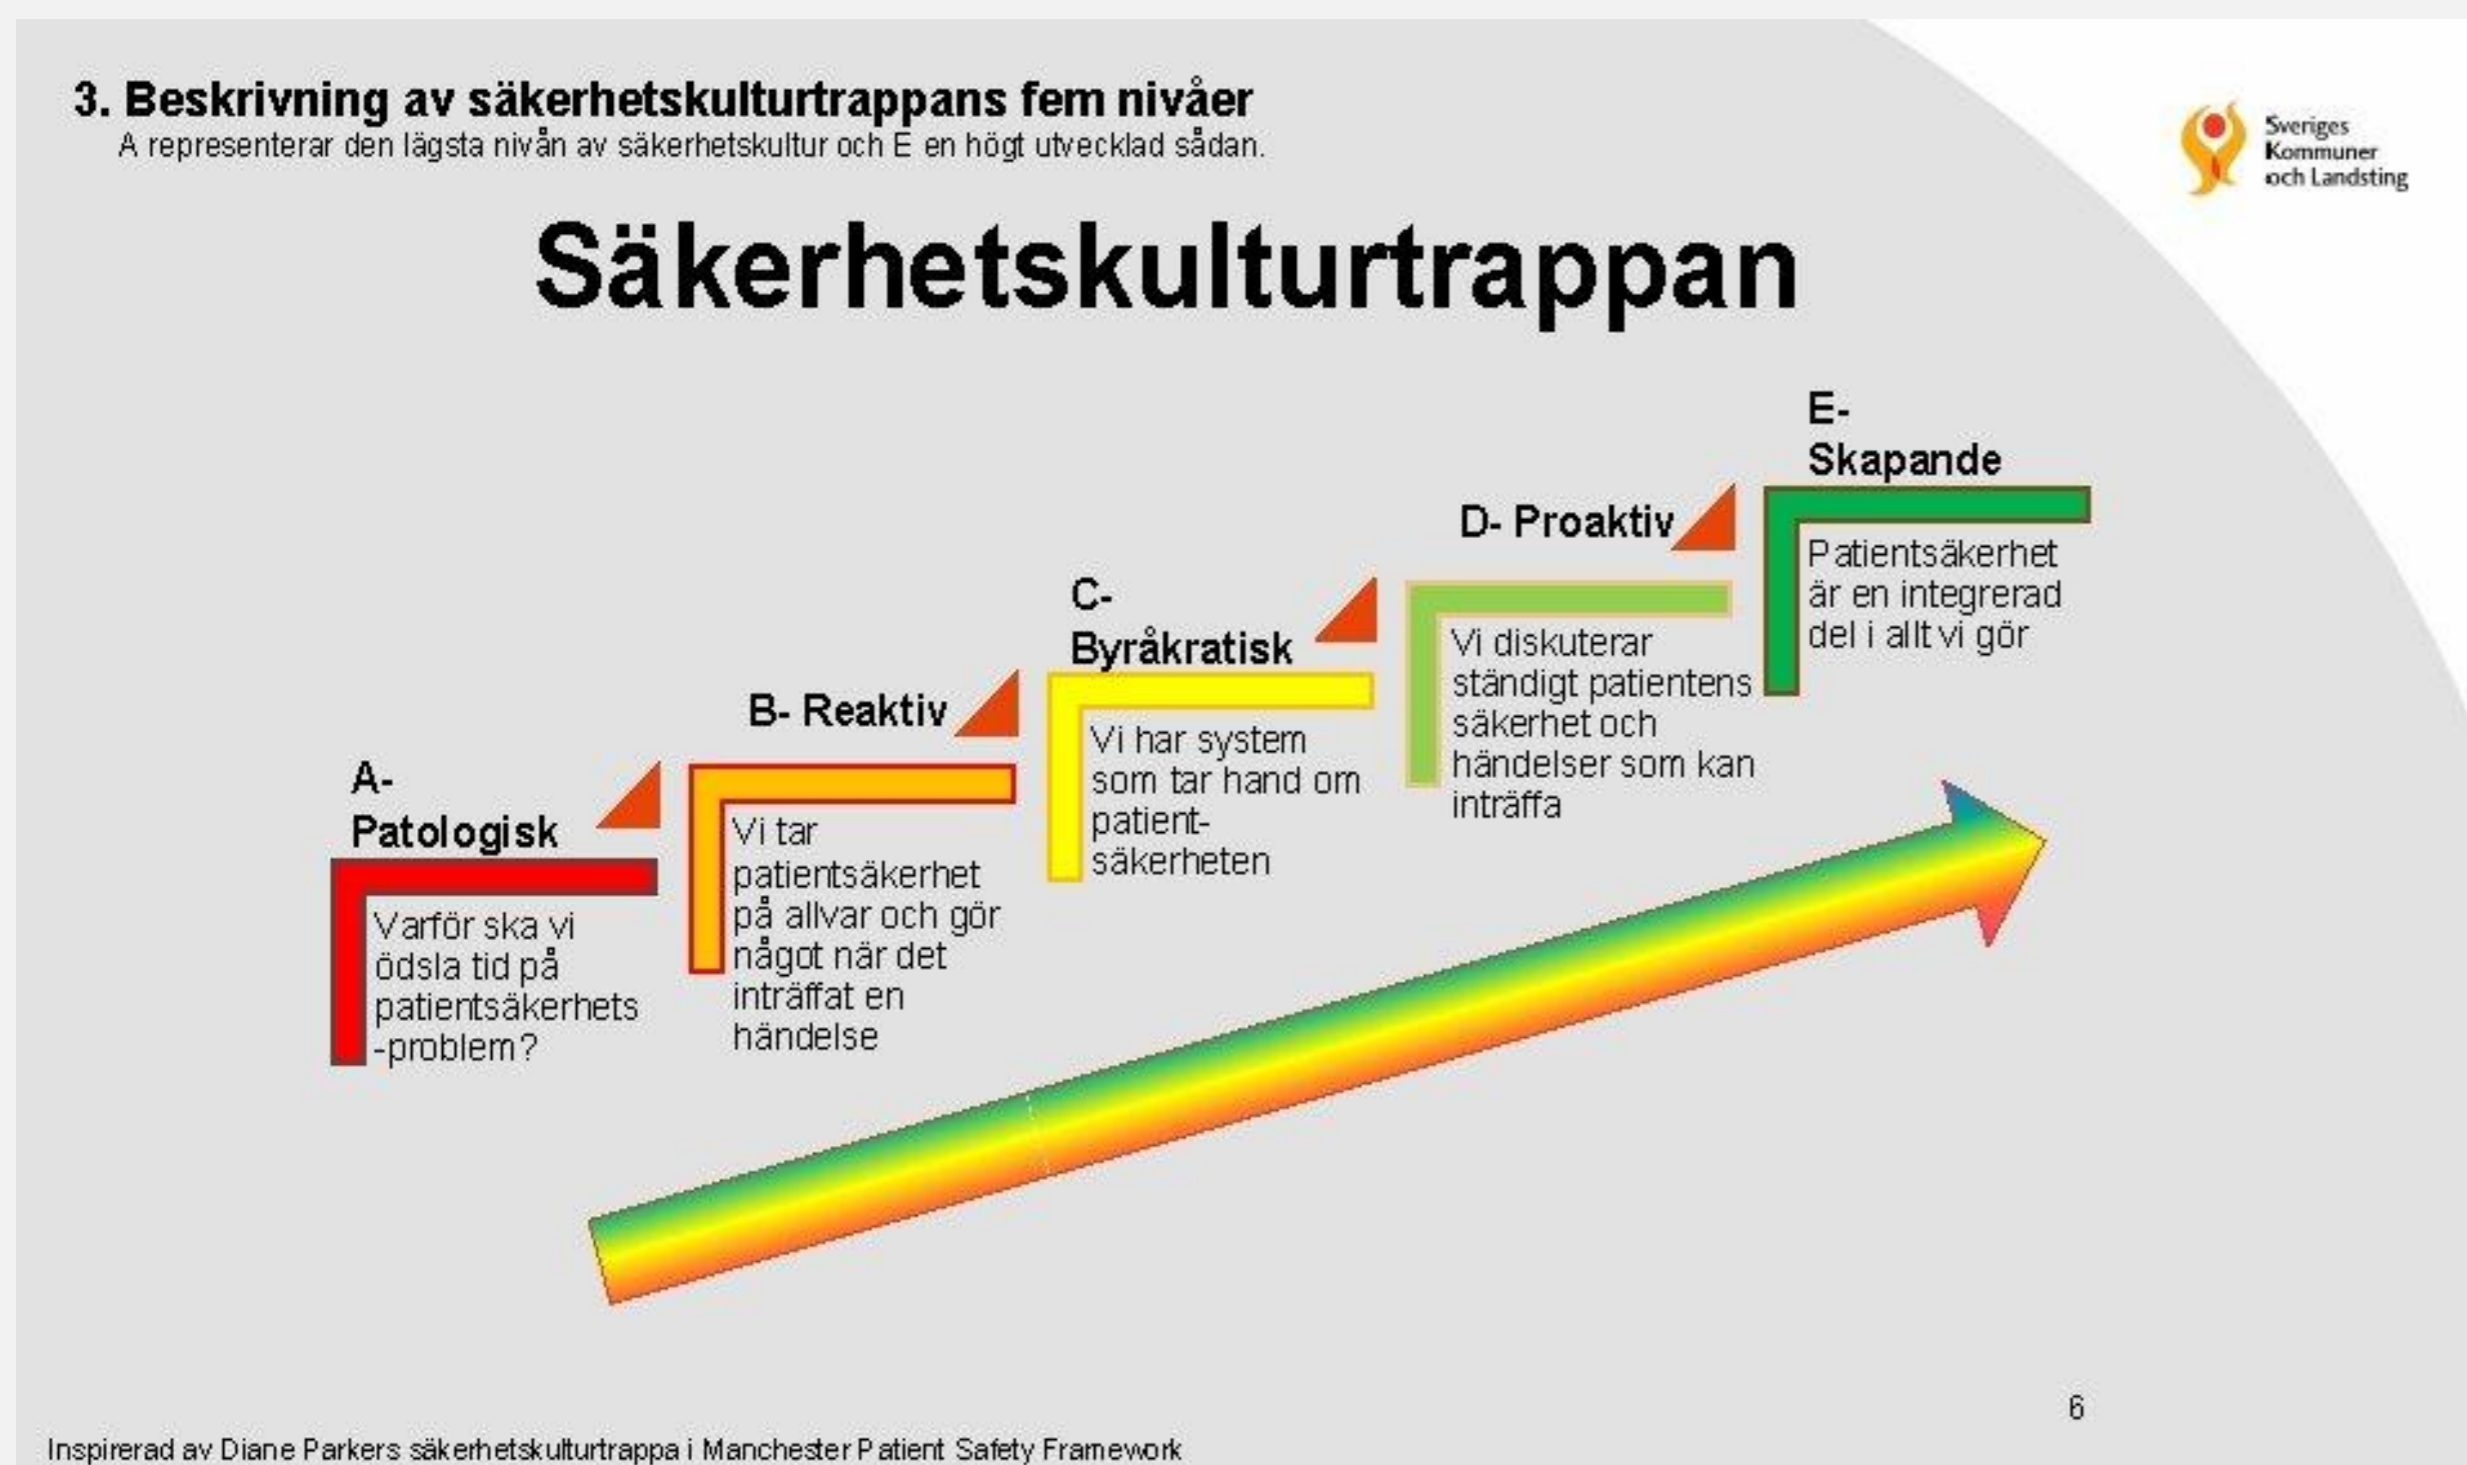 3. Beskrivning av säkerhetskulturtrappans fem nivåer
A representerar den lägsta nivån av säkerhetskultur och E en högt utvecklad sådan.
Sveriges
Kommuner
och Landsting
Säkerhetskulturtrappan
A-
Patologisk
Varför ska vi
ödsla tid på
patientsäkerhets
-problem?
B- Reaktiv
Vi tar
patientsäkerhet
på allvar och gör
något när det
inträffat en
händelse
C-
Byråkratisk
Vi har system
som tar hand om
patient-
säkerheten
D- Proaktiv
Vi diskuterar
ständigt patientens
säkerhet och
händelser som kan
inträffa
E-
Skapande
Patientsäkerhet
är en integrerad
del i allt vi gör
6
Inspirerad av Diane Parkers säkerhetskulturtrappa i Manchester Patient Safety Framework